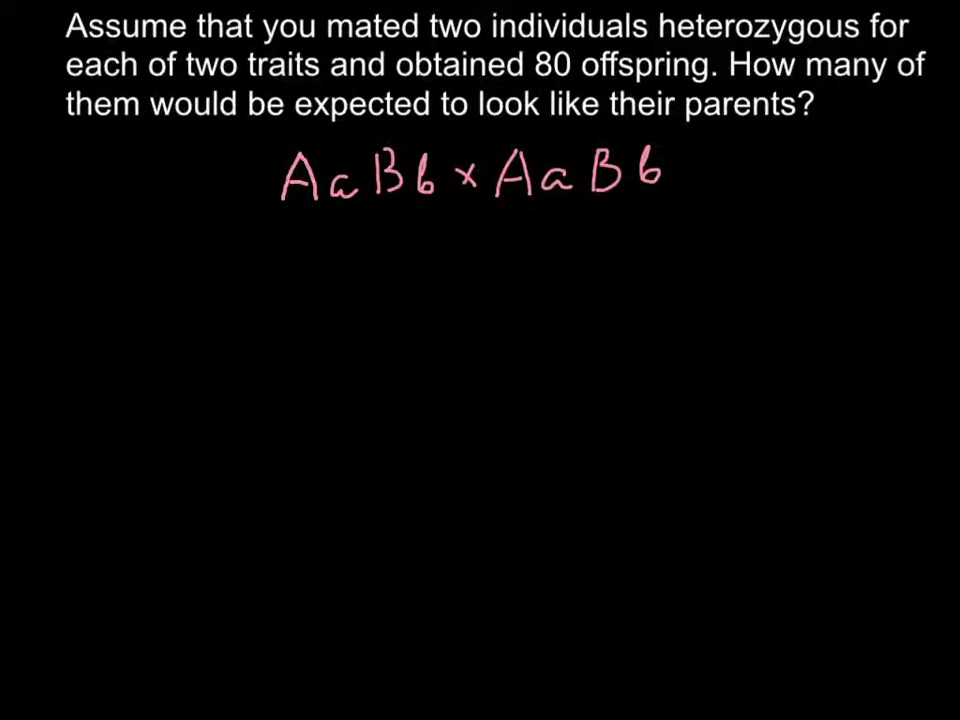 Assume that you mated two individuals heterozygous for
each of two traits and obtained 80 offspring. How many of
them would be expected to look like their parents?
AaBb × AaBb